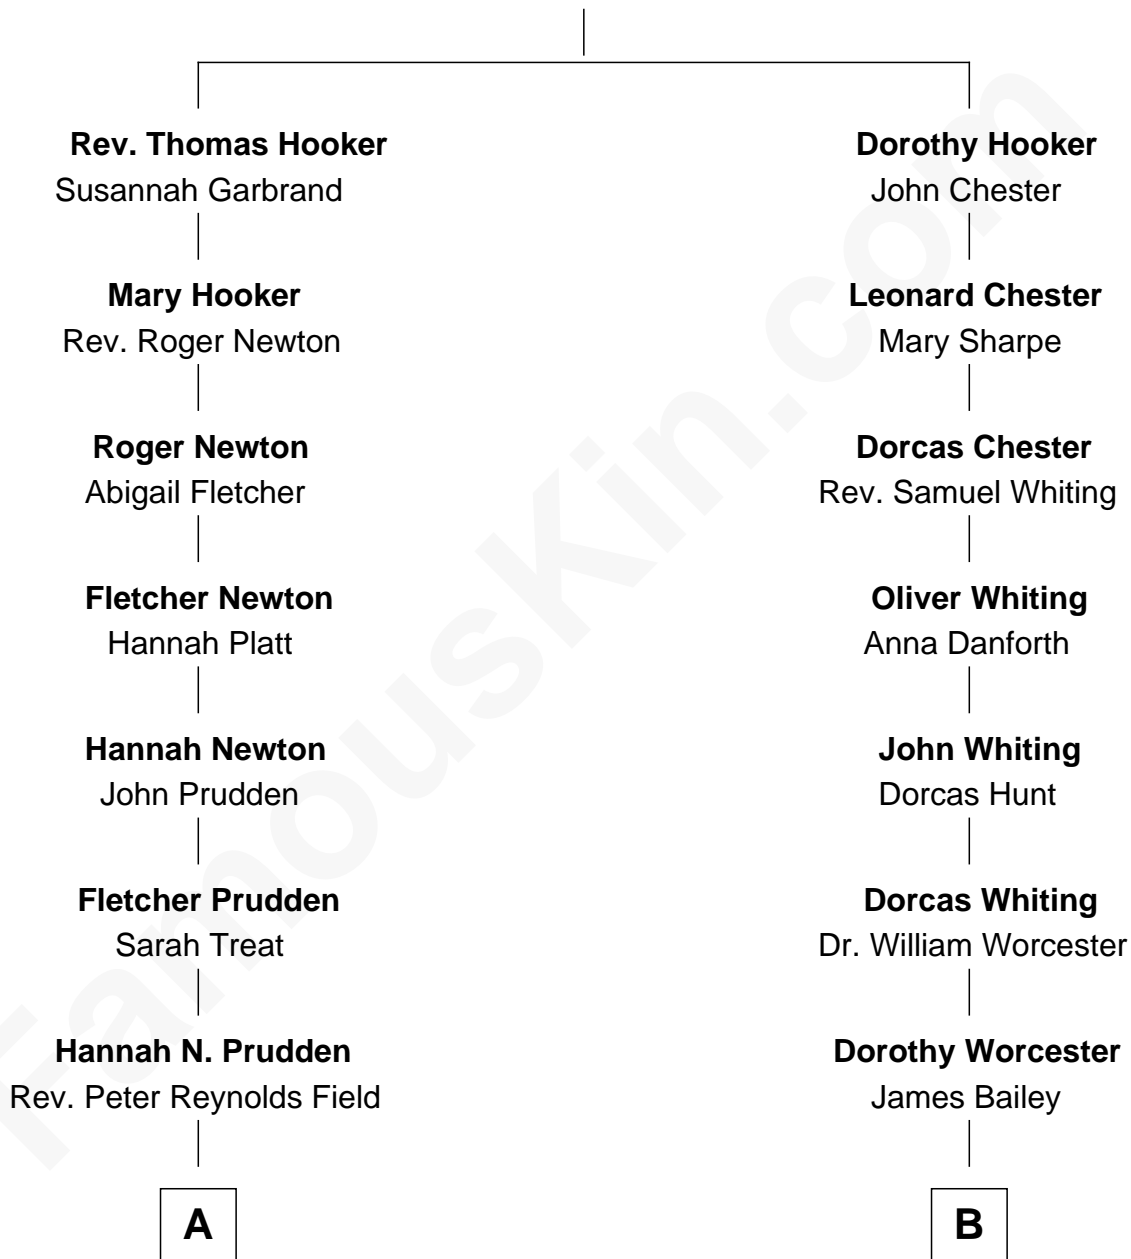 Rev. Thomas Hooker
Susannah Garbrand
Mary Hooker
Rev. Roger Newton
Roger Newton
Abigail Fletcher
Fletcher Newton
Hannah Platt
Hannah Newton
John Prudden
Fletcher Prudden
Sarah Treat
Hannah N. Prudden
Rev. Peter Reynolds Field
A
Dorothy Hooker
John Chester
Leonard Chester
Mary Sharpe
Dorcas Chester
Rev. Samuel Whiting
Oliver Whiting
Anna Danforth
John Whiting
Dorcas Hunt
Dorcas Whiting
Dr. William Worcester
Dorothy Worcester
James Bailey
B
FamousKin.com